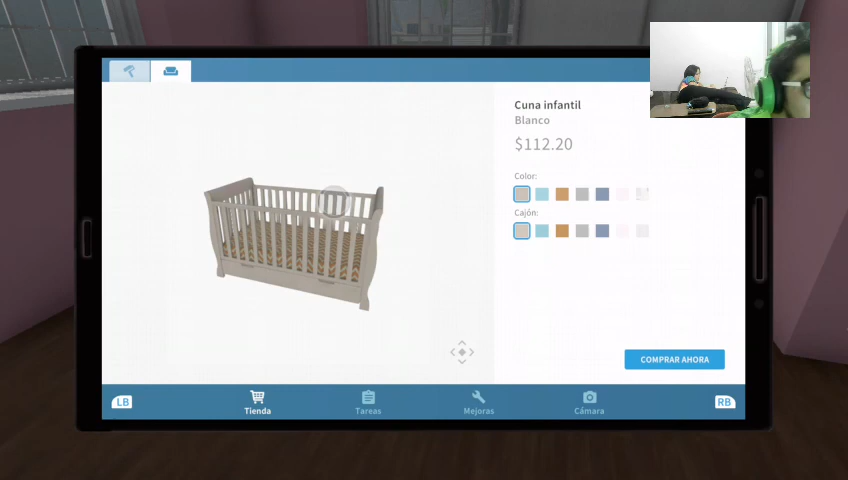 Cuna infantil
Blanco
$112.20
Color:
Cajón:
COMPRAR AHORA
LB
Tienda
Tareas
Mejoras
Cámara
RB